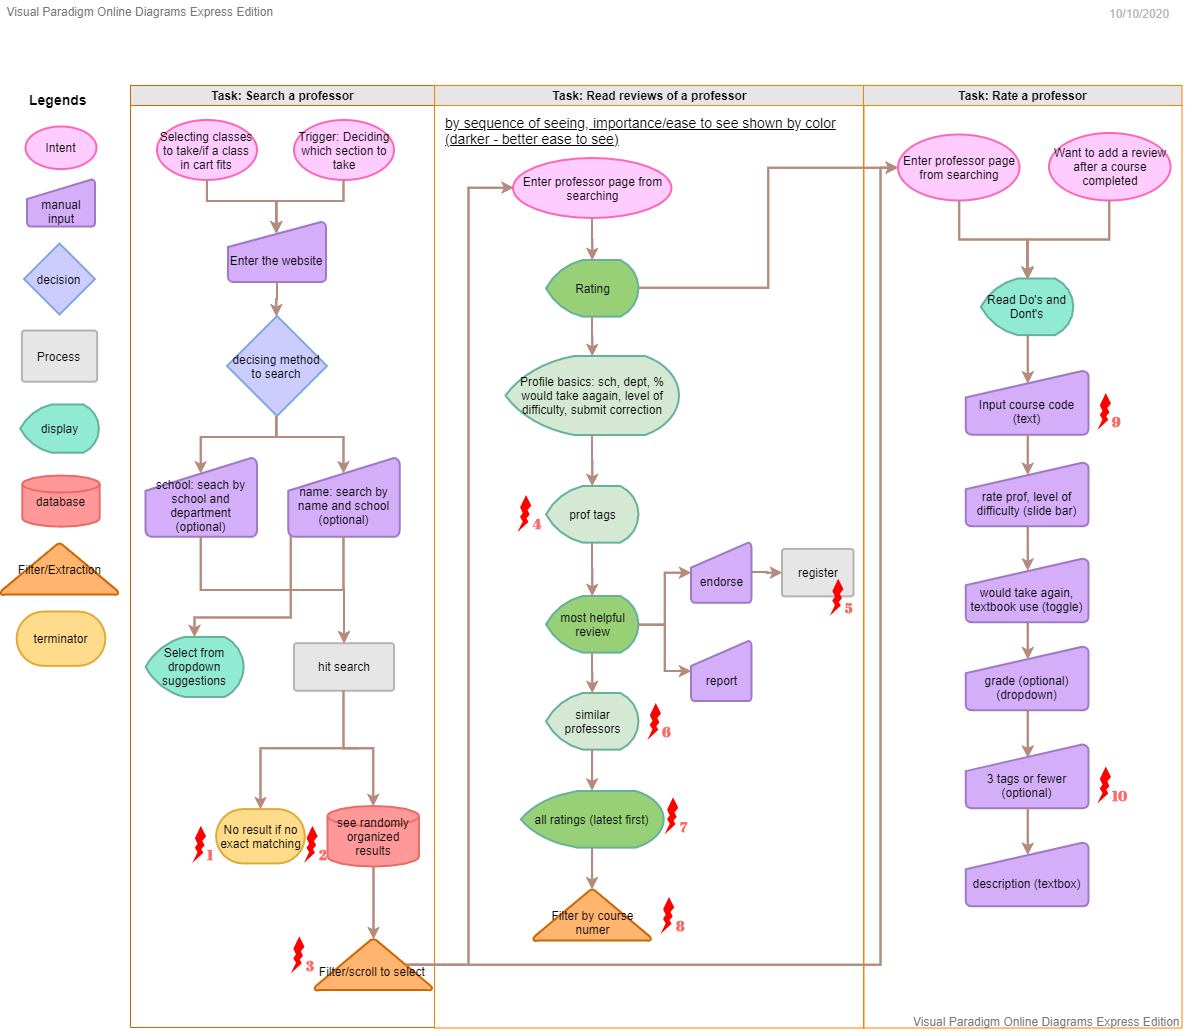 Visual Paradigm Online Diagrams Express Edition
10/10/2020
Legends
Intent
manual
input
decision
Process
display
database
Filter/Extraction
terminator
Task: Search a professor
Selecting classes
to take/if a class
in cart fits
Trigger: Deciding
which section to
take
Enter the website
decising method
to search
school: seach by
school and
department
(optional)
name: search by
name and school
(optional)
Select from
dropdown
suggestions
hit search
No result if no
exact matching
1
see randomly
organized
results
2
Filter/scroll to select
3
Task: Read reviews of a professor
by sequence of seeing, importance/ease to see shown by color
(darker - better ease to see)
Enter professor page from
searching
Rating
Profile basics: sch, dept, %
would take aagain, level of
difficulty, submit correction
prof tags
4
most helpful
review
endorse
register
5
report
similar
professors
6
all ratings (latest first)
7
Filter by course
numer
8
Task: Rate a professor
Enter professor page
from searching
Want to add a review
after a course
completed
Read Do's and
Dont's
Input course code
(text)
9
rate prof, level of
difficulty (slide bar)
would take again,
textbook use (toggle)
grade (optional)
(dropdown)
3 tags or fewer
(optional)
10
description (textbox)
Visual Paradigm Online Diagrams Express Edition